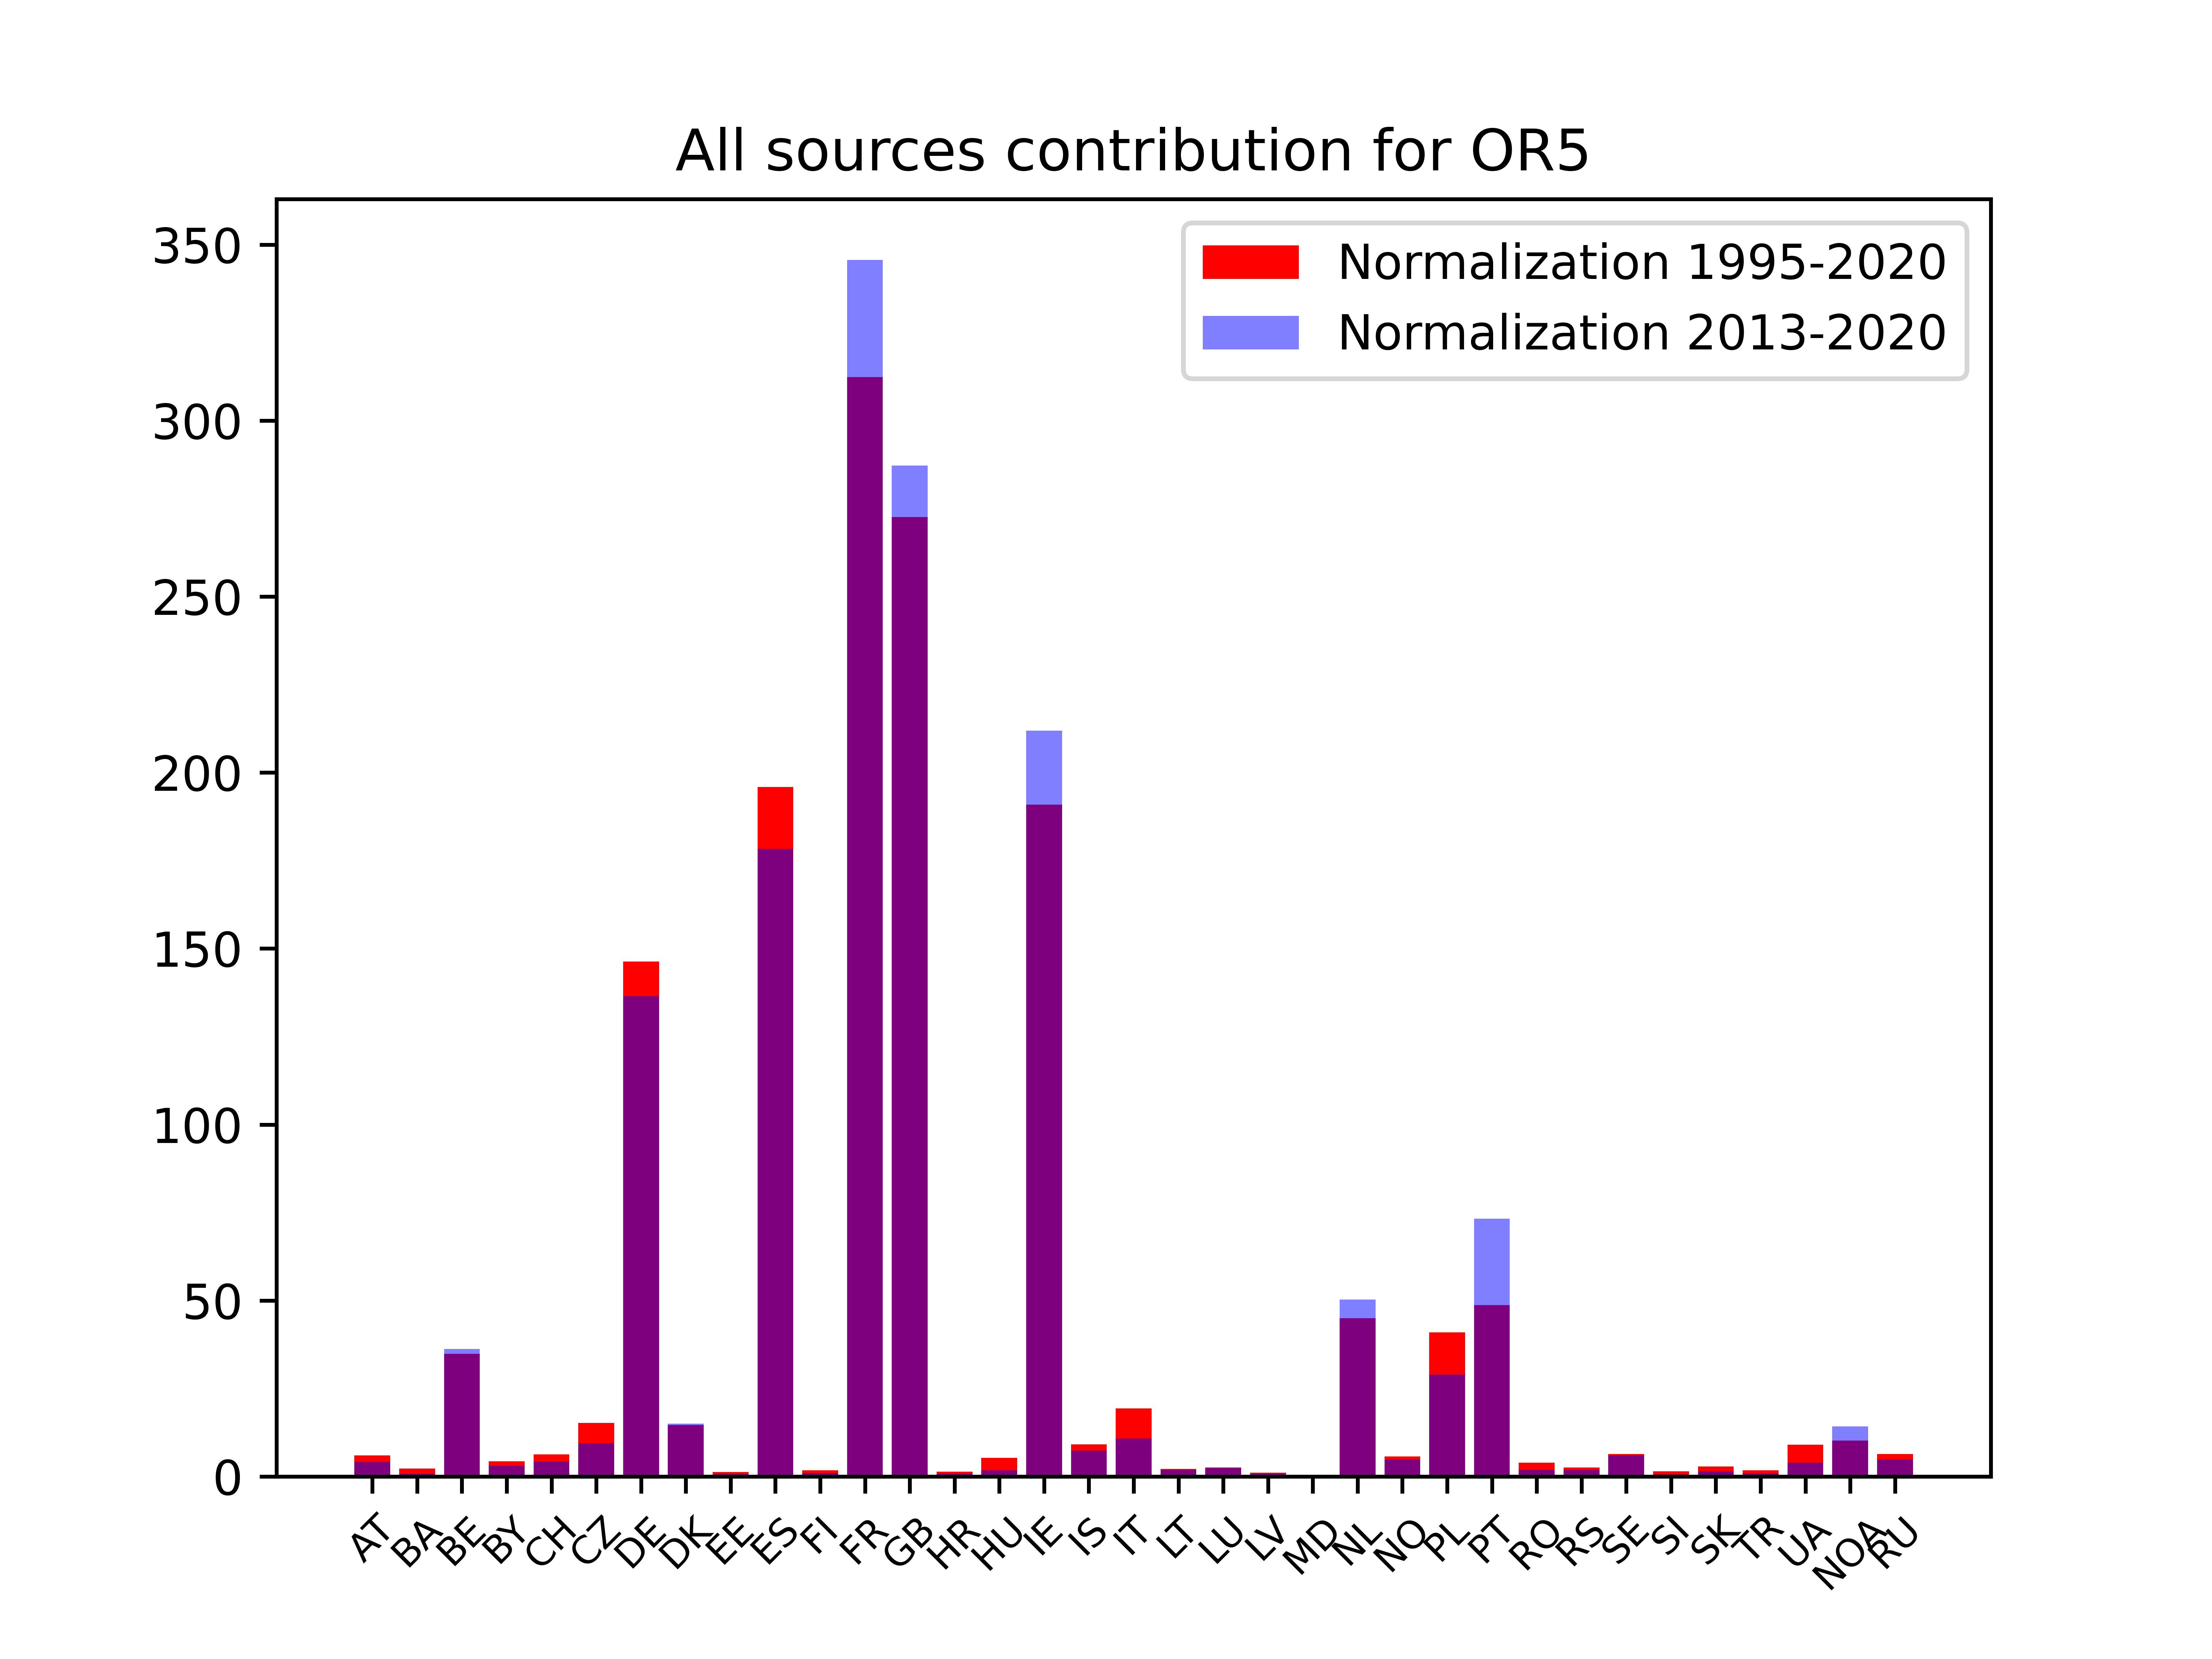 All sources contribution for OR5
Normalization 1995-2020
Normalization 2013-2020
350
300
250
200
150
100
50
0
AT BA BE BY CH CZ DE DK EE ES FI FR GB HR HU IE IS IT LT LU LV MD NL NO PL PT RO RS SE SI SK TR UA NOA RU